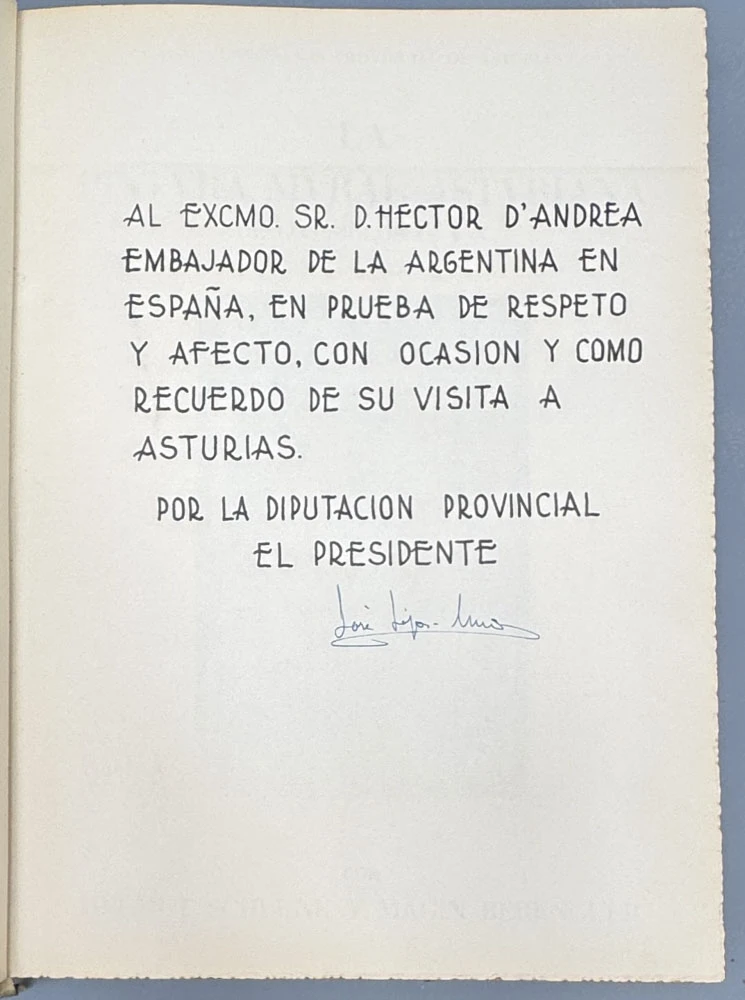 AL EXCMO. SR. D. HECTOR D'ANDREA
EMBAJADOR DE LA ARGENTINA EN
ESPAÑA, EN PRUEBA DE RESPETO
Y AFECTO, CON OCASION Y COMO
RECUERDO DE SU VISITA A
ASTURIAS.
POR LA DIPUTACION PROVINCIAL
EL PRESIDENTE
José